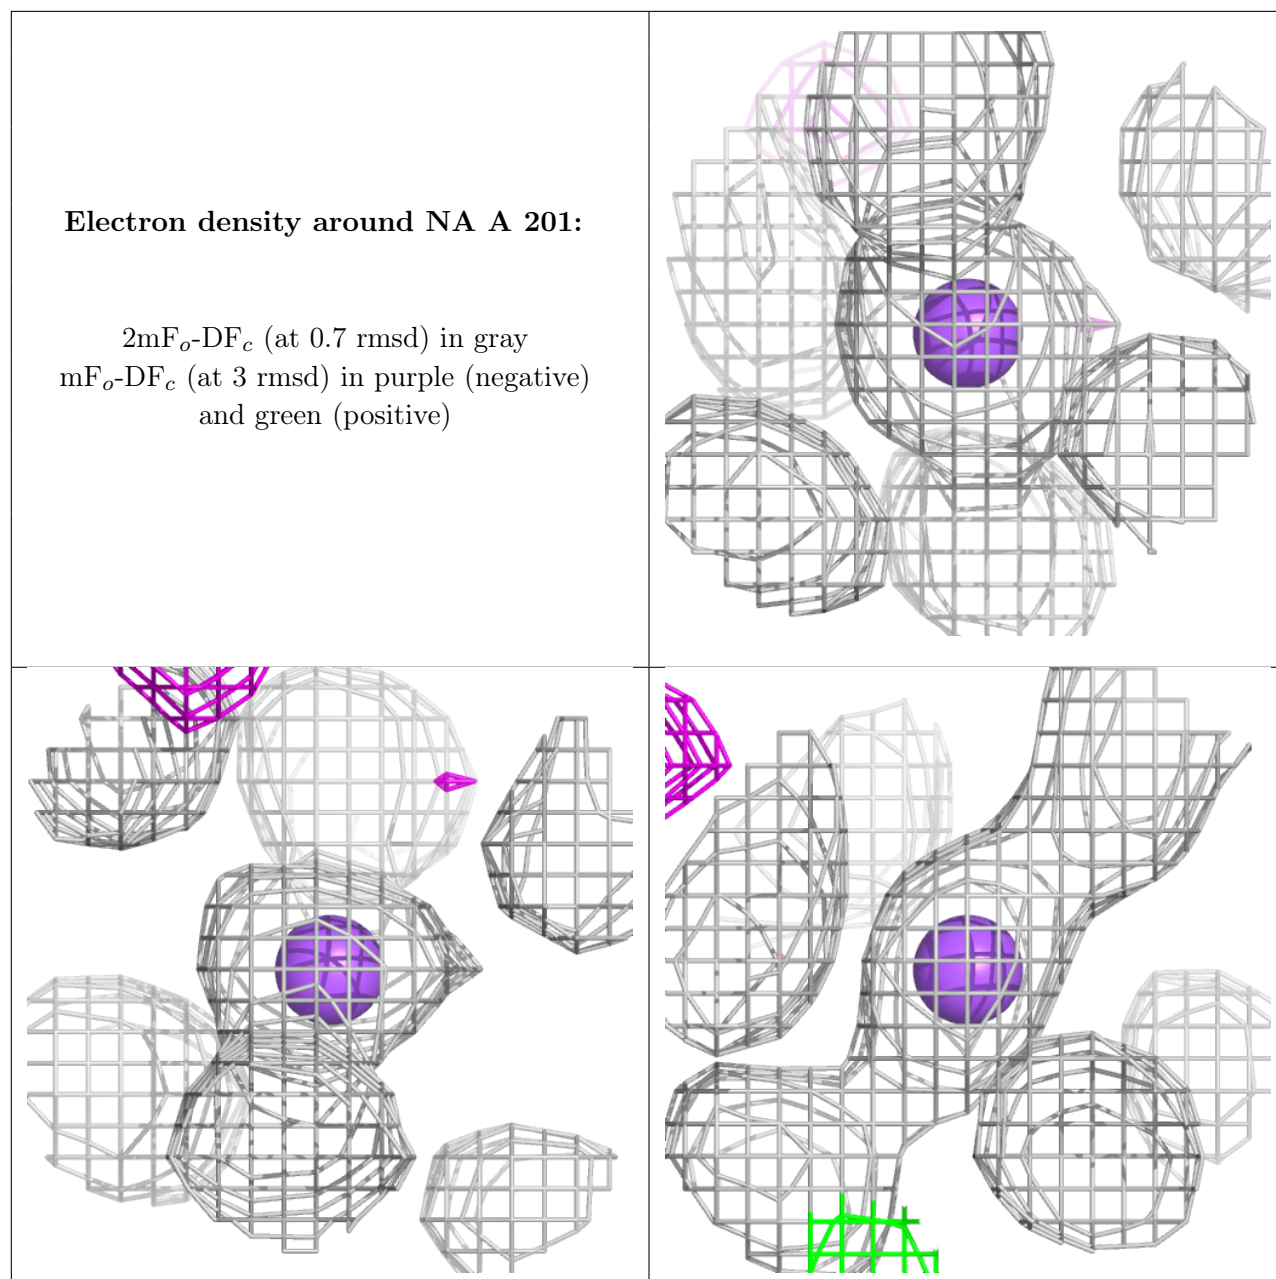 Electron density around NA A 201:
2mFo-DFc (at 0.7 rmsd) in gray
mFo-DFc (at 3 rmsd) in purple (negative)
and green (positive)